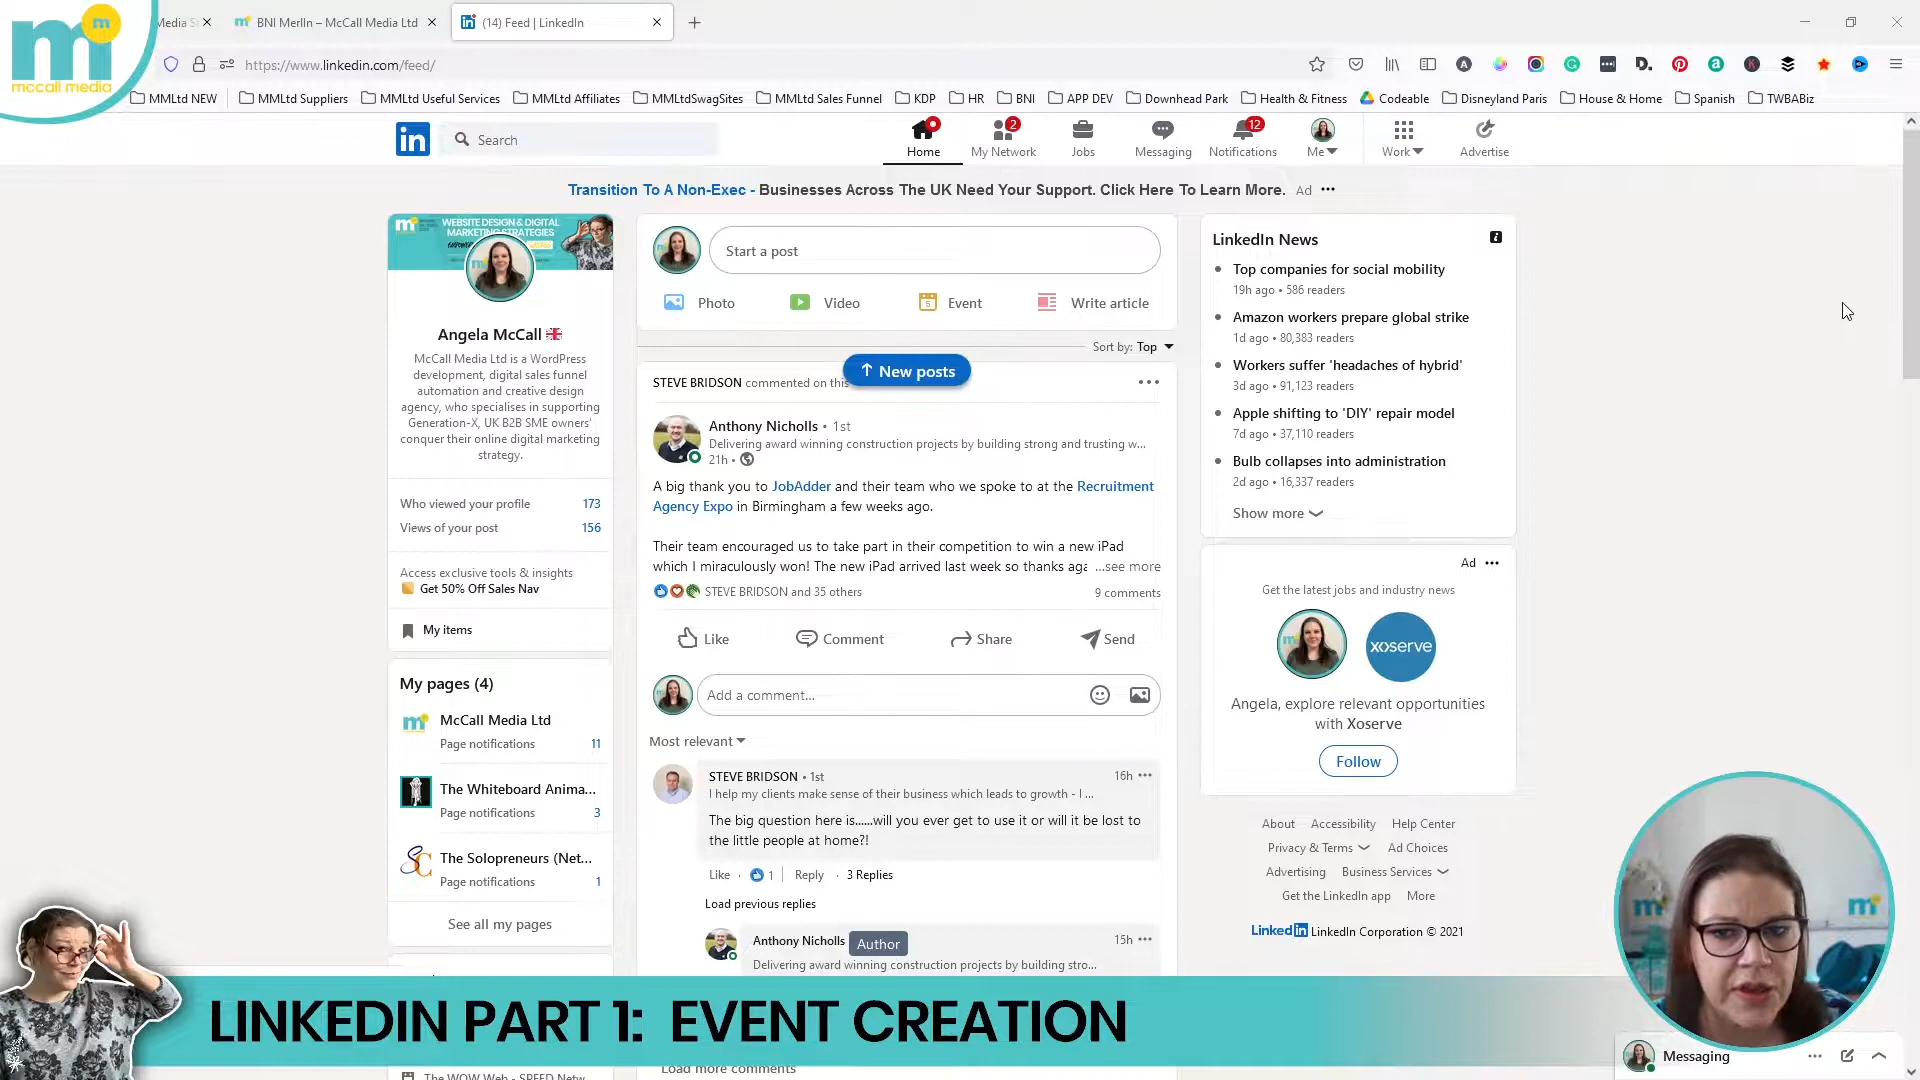 m
mccall media
Media S
BNI MerlIn – McCall Media Ltd
(14) Feed | LinkedIn
https://www.linkedin.com/feed/
MMLtd NEW
MMLtd Suppliers
MMLtd Useful Services
MMLtd Affiliates
MMLtdSwagSites
MMLtd Sales Funnel
KDP
HR
BNI
APP DEV
Downhead Park
Health & Fitness
Codeable
Disneyland Paris
House & Home
Spanish
TWBABiz
in
Search
Home
2
My Network
Jobs
Messaging
12
Notifications
Me
Work
Advertise
Transition To A Non-Exec - Businesses Across The UK Need Your Support. Click Here To Learn More. Ad
WEBSITE DESIGN & DIGITAL
MARKETING STRATEGIES
Angela McCall
McCall Media Ltd is a WordPress
development, digital sales funnel
automation and creative design
agency, who specialises in supporting
Generation-X, UK B2B SME owners'
conquer their online digital marketing
strategy.
Who viewed your profile 173
Views of your post 156
Access exclusive tools & insights
Get 50% Off Sales Nav
My items
My pages (4)
McCall Media Ltd
Page notifications 11
The Whiteboard Anima...
Page notifications 3
The Solopreneurs (Net...
Page notifications 1
See all my pages
The WOW Web - SPEED Netw
Start a post
Photo
Video
Event
Write article
Sort by: Top
New posts
STEVE BRIDSON commented on this
Anthony Nicholls • 1st
Delivering award winning construction projects by building strong and trusting w...
21h •
A big thank you to JobAdder and their team who we spoke to at the Recruitment
Agency Expo in Birmingham a few weeks ago.
Their team encouraged us to take part in their competition to win a new iPad
which I miraculously won! The new iPad arrived last week so thanks aga ...see more
STEVE BRIDSON and 35 others
9 comments
Like
Comment
Share
Send
Add a comment...
Most relevant
STEVE BRIDSON • 1st
16h
I help my clients make sense of their business which leads to growth - I ...
The big question here is......will you ever get to use it or will it be lost to
the little people at home?!
Like · 1 | Reply · 3 Replies
Load previous replies
Anthony Nicholls Author
15h
Delivering award winning construction projects by building stro...
Load more comments
LinkedIn News
Top companies for social mobility
19h ago • 586 readers
Amazon workers prepare global strike
1d ago • 80,383 readers
Workers suffer 'headaches of hybrid'
3d ago • 91,123 readers
Apple shifting to 'DIY' repair model
7d ago • 37,110 readers
Bulb collapses into administration
2d ago • 16,337 readers
Show more
Ad
Get the latest jobs and industry news
xoserve
Angela, explore relevant opportunities
with Xoserve
Follow
About Accessibility Help Center
Privacy & Terms Ad Choices
Advertising Business Services
Get the LinkedIn app More
LinkedIn LinkedIn Corporation © 2021
LINKEDIN PART 1: EVENT CREATION
Messaging